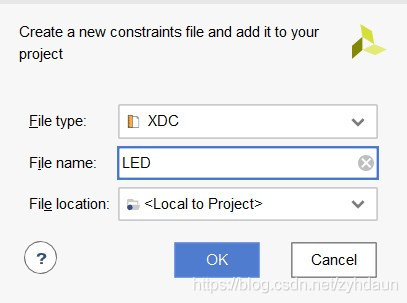 Create a new constraints file and add it to your
project
File type: XDC
File name: LED
File location: <Local to Project>
? OK Cancel
https://blog.csdn.net/zyhdaun